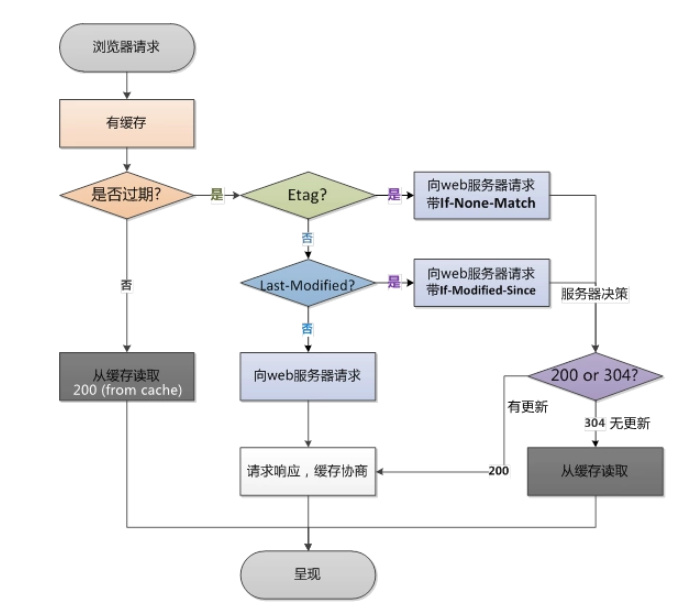 浏览器请求
有缓存
是否过期?
是
Etag?
是
向web服务器请求
带If-None-Match
否
否
Last-Modified?
是
向web服务器请求
带If-Modified-Since
服务器决策
否
从缓存读取
200 (from cache)
向web服务器请求
200 or 304?
有更新
304 无更新
请求响应，缓存协商
200
从缓存读取
呈现